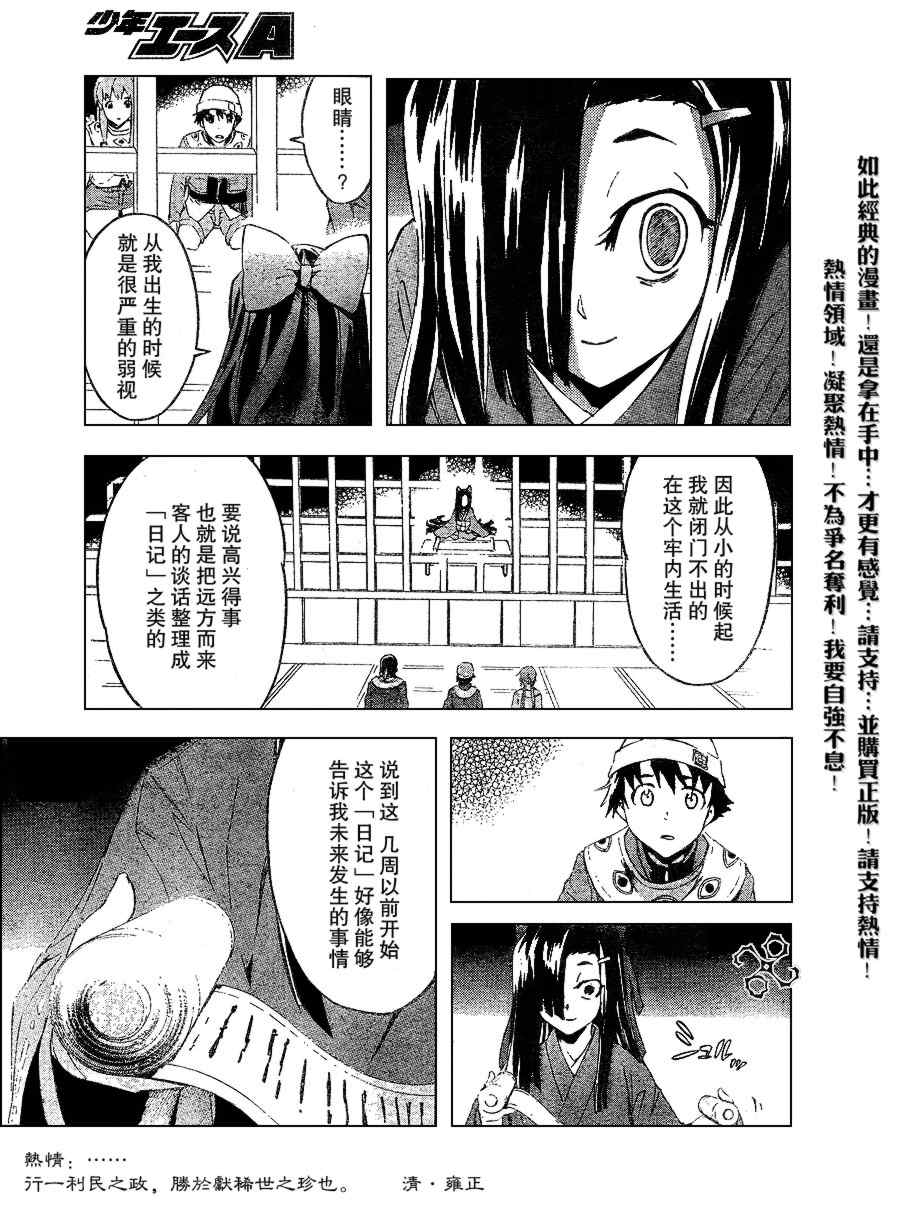 少年エースA
眼睛……?
从我出生的时候
就是很严重的弱视
因此从小的时候起
我就闭门不出的
在这个牢内生活……
要说高兴得事
也就是把远方而来
客人的谈话整理成
「日记」之类的
说到这 几周以前开始
这个「日记」好像能够
告诉我未来发生的事情
シュルッ
如此經典的漫畫！還是拿在手中…才更有感覺…請支持…並購買正版！請支持熱情！
熱情領域！凝聚熱情！不為爭名奪利！我要自強不息！
熱情：……
行一利民之政，勝於獻稀世之珍也。 清·雍正